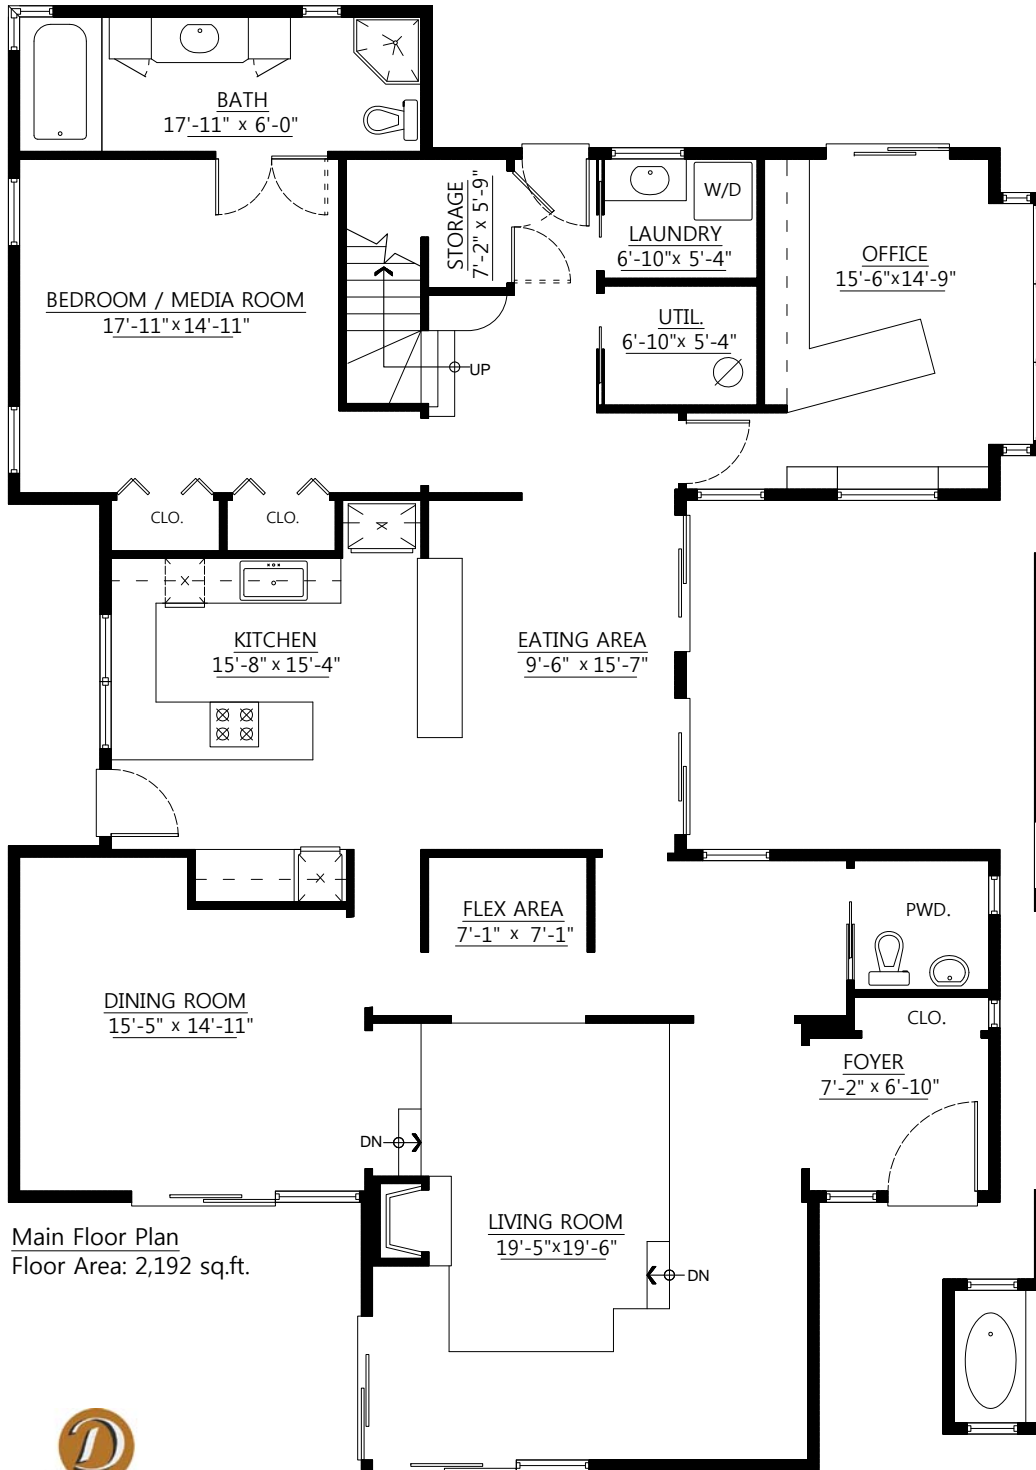 BATH
17'-11" x 6'-0"
STORAGE
7'-2" x 5'-9"
W/D
LAUNDRY
6'-10"x 5'-4"
OFFICE
15'-6"x14'-9"
BEDROOM / MEDIA ROOM
17'-11"x14'-11"
UTIL.
6'-10"x 5'-4"
UP
CLO.
CLO.
KITCHEN
15'-8" x 15'-4"
EATING AREA
9'-6" x 15'-7"
FLEX AREA
7'-1" x 7'-1"
PWD.
DINING ROOM
15'-5" x 14'-11"
CLO.
FOYER
7'-2" x 6'-10"
DN
LIVING ROOM
19'-5"x19'-6"
DN
Main Floor Plan
Floor Area: 2,192 sq.ft.
D